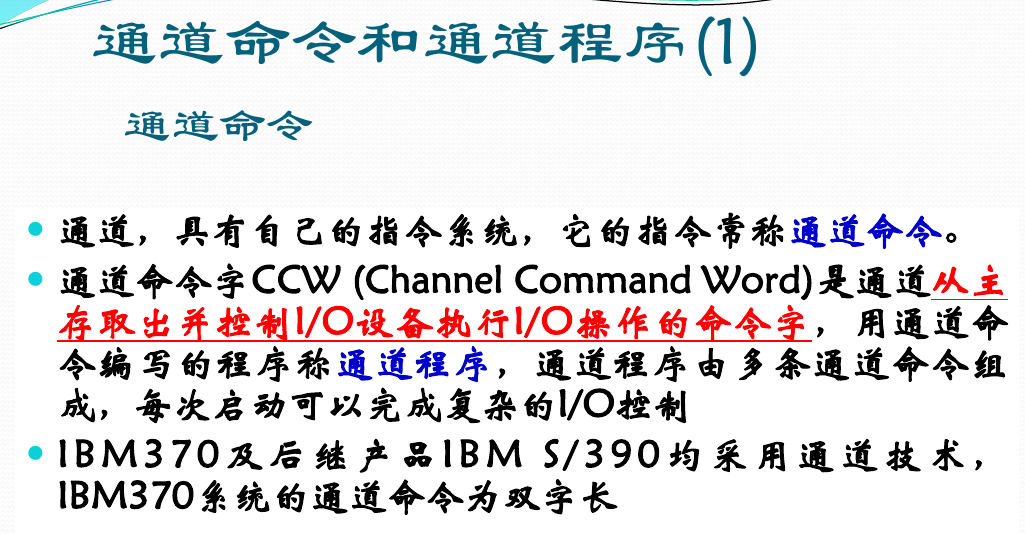 通道命令和通道程序(1)
通道命令
通道，具有自己的指令系统，它的指令常称通道命令。
通道命令字CCW (Channel Command Word)是通道从主
存取出并控制I/O设备执行I/O操作的命令字，用通道命
令编写的程序称通道程序，通道程序由多条通道命令组
成，每次启动可以完成复杂的I/O控制
IBM370及后继产品IBM S/390均采用通道技术，
IBM370系统的通道命令为双字长